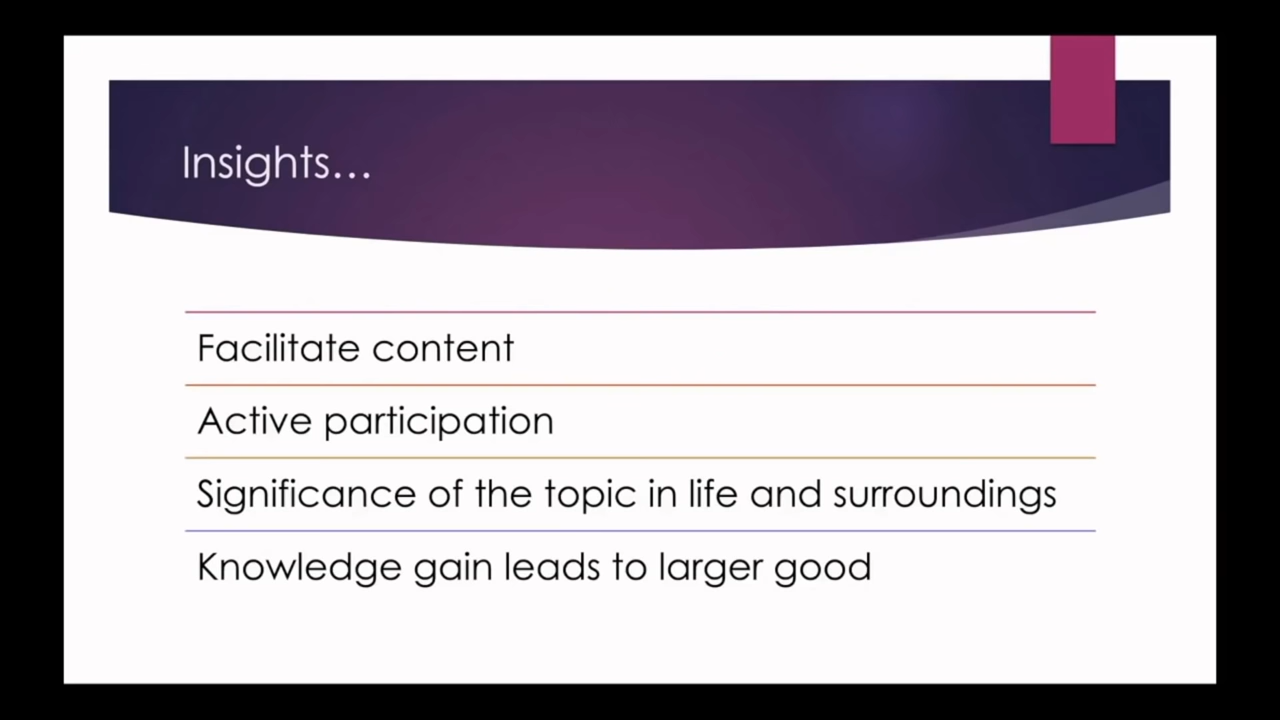 Insights...
Facilitate content
Active participation
Significance of the topic in life and surroundings
Knowledge gain leads to larger good